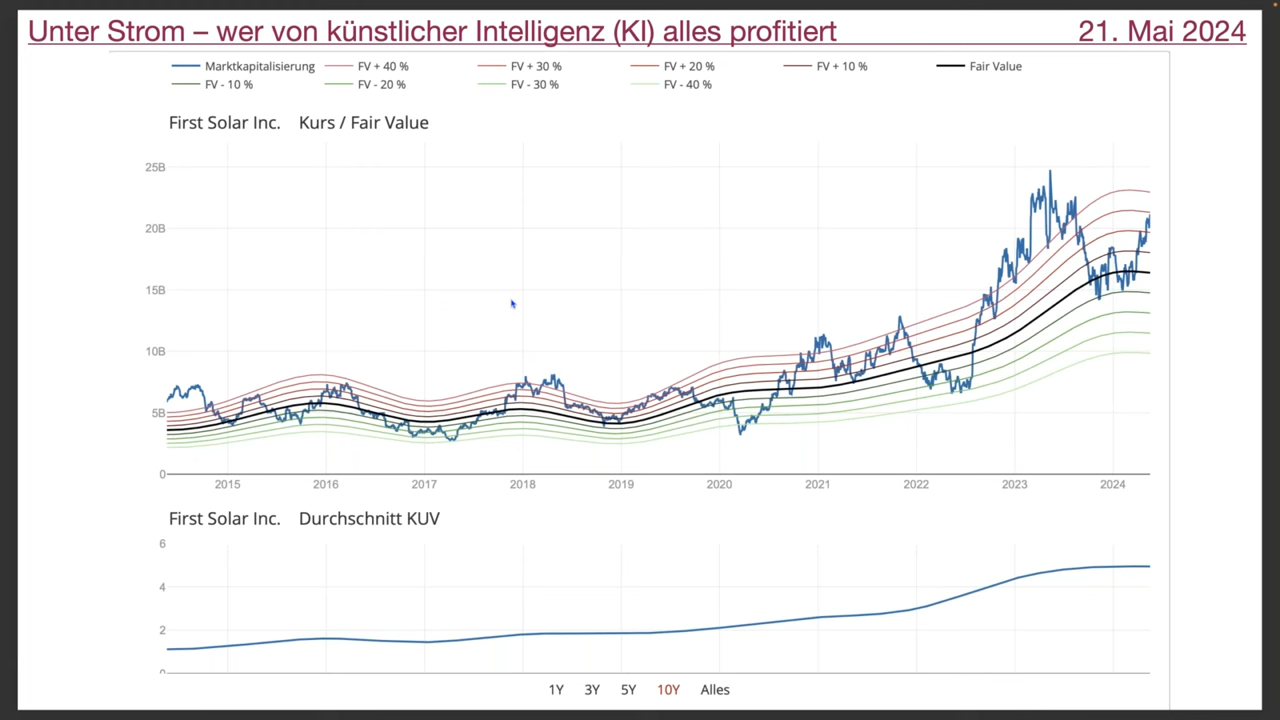 Unter Strom – wer von künstlicher Intelligenz (KI) alles profitiert 21. Mai 2024
Marktkapitalisierung FV + 40 % FV + 30 % FV + 20 % FV + 10 % Fair Value
FV - 10 % FV - 20 % FV - 30 % FV - 40 %
First Solar Inc. Kurs / Fair Value
25B
20B
15B
10B
5B
0
2015 2016 2017 2018 2019 2020 2021 2022 2023 2024
First Solar Inc. Durchschnitt KUV
6
4
2
0
1Y 3Y 5Y 10Y Alles